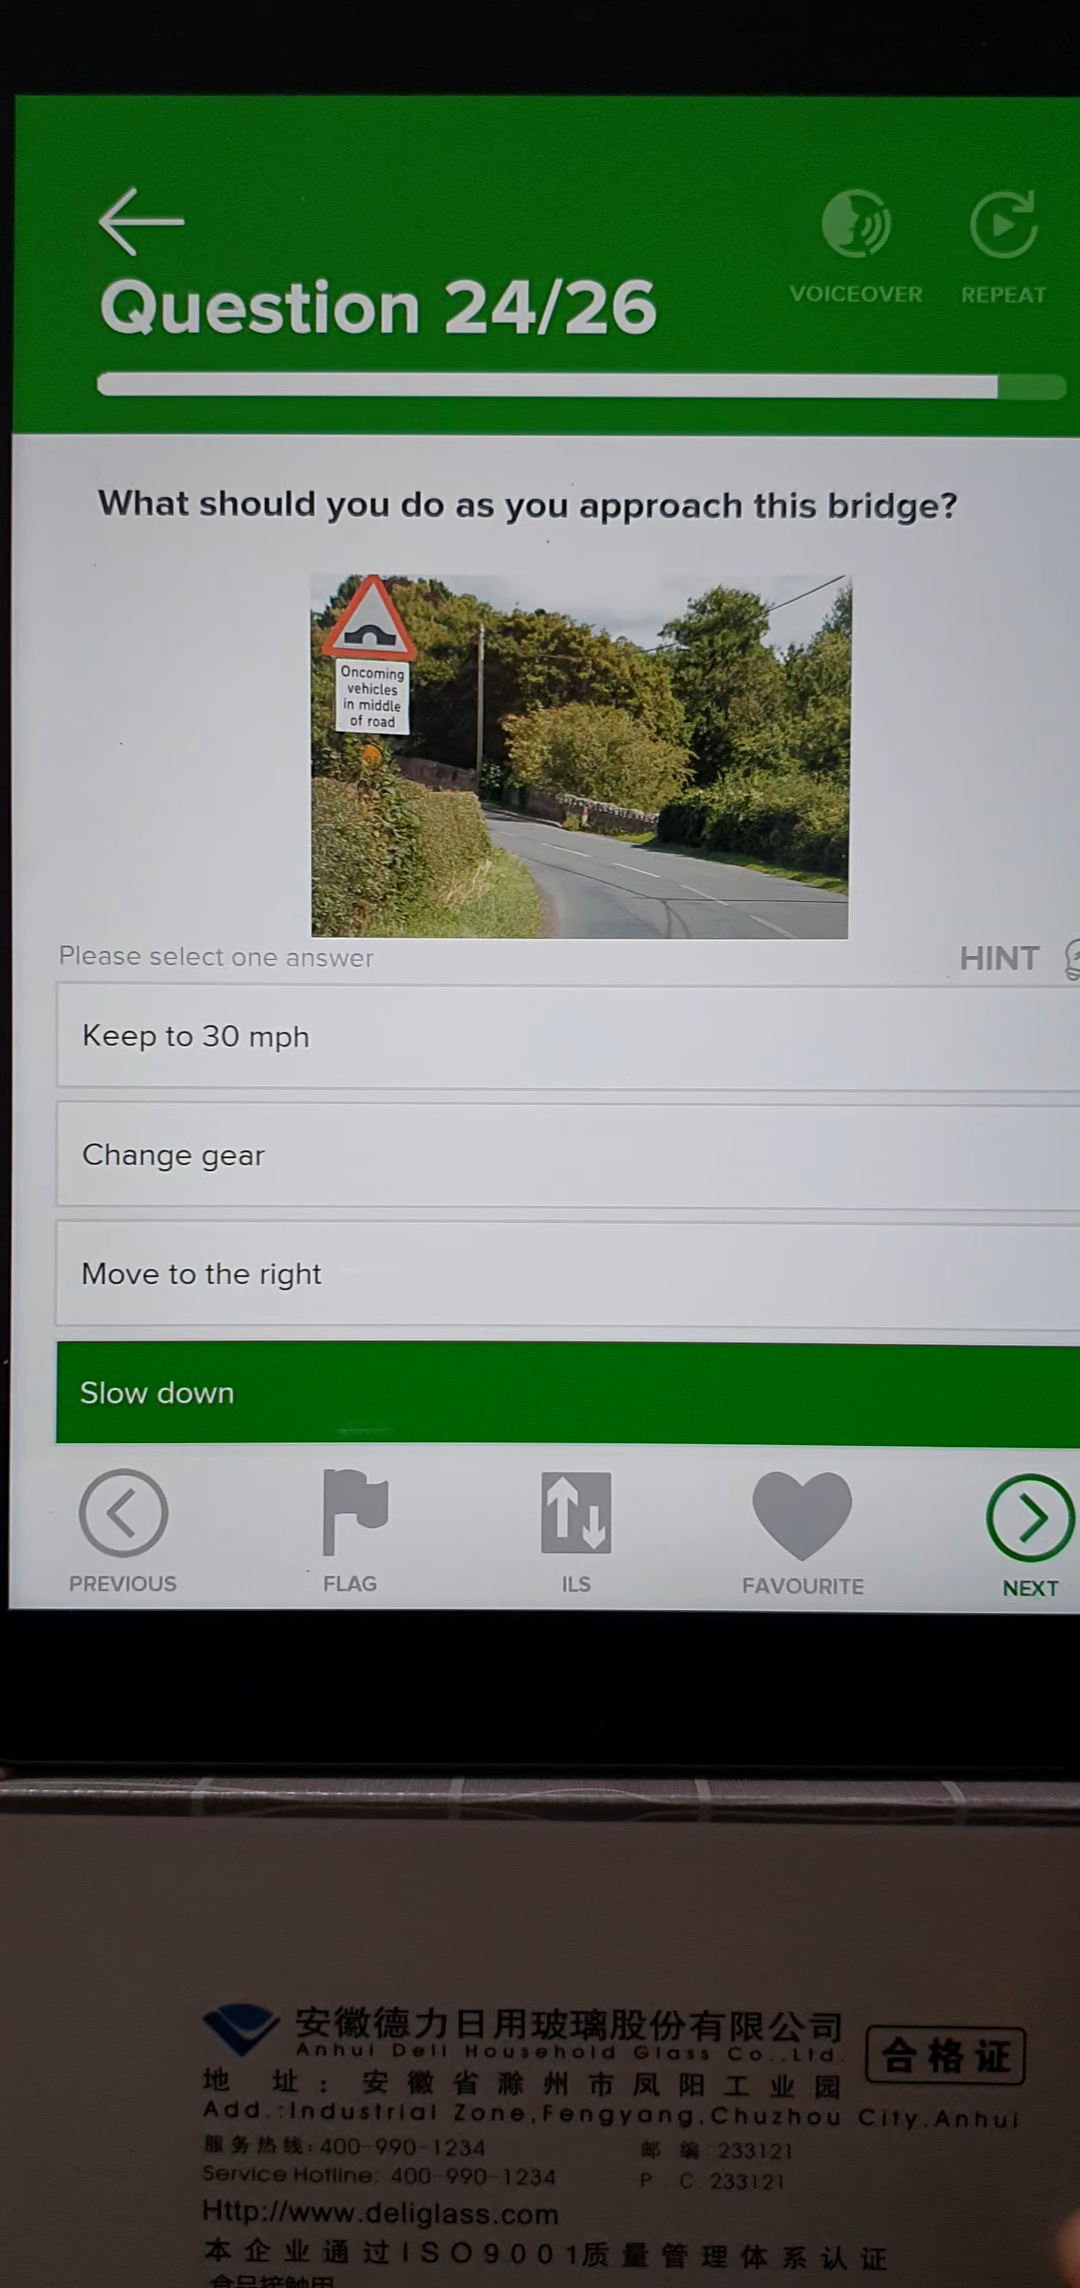 VOICEOVER REPEAT
Question 24/26
What should you do as you approach this bridge?
Oncoming
vehicles
in middle
of road
Please select one answer HINT
Keep to 30 mph
Change gear
Move to the right
Slow down
PREVIOUS FLAG ILS FAVOURITE NEXT
安徽德力日用玻璃股份有限公司
Anhui Deli Household Glass Co.,Ltd.
合格证
地 址：安徽省滁州市凤阳工业园
Add.:Industrial Zone,Fengyang,Chuzhou City.Anhui
服务热线:400-990-1234 邮 编:233121
Service Hotline: 400-990-1234 P . C:233121
Http://www.deliglass.com
本企业通过ISO9001质量管理体系认证
食品接触用